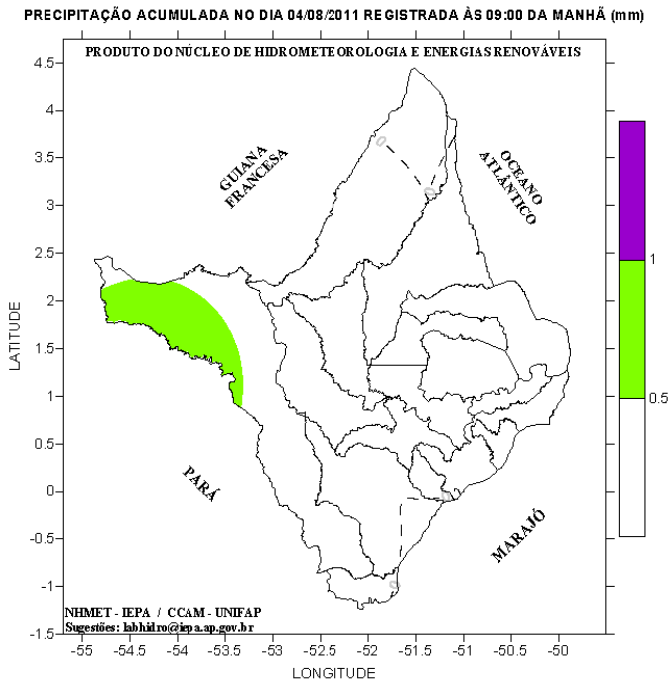 PRECIPITAÇÃO ACUMULADA NO DIA 04/08/2011 REGISTRADA ÀS 09:00 DA MANHÃ (mm)
PRODUTO DO NÚCLEO DE HIDROMETEOROLOGIA E ENERGIAS RENOVÁVEIS
GUIANA
FRANCESA
OCEANO
ATLÂNTICO
PARÁ
MARAJÓ
LATITUDE
4.5
4
3.5
3
2.5
2
1.5
1
0.5
0
-0.5
-1
-1.5
0
0
0
0
1
0.5
NHMET - IEPA / CCAM - UNIFAP
Sugestões: labhidro@iepa.ap.gov.br
-55 -54.5 -54 -53.5 -53 -52.5 -52 -51.5 -51 -50.5 -50
LONGITUDE